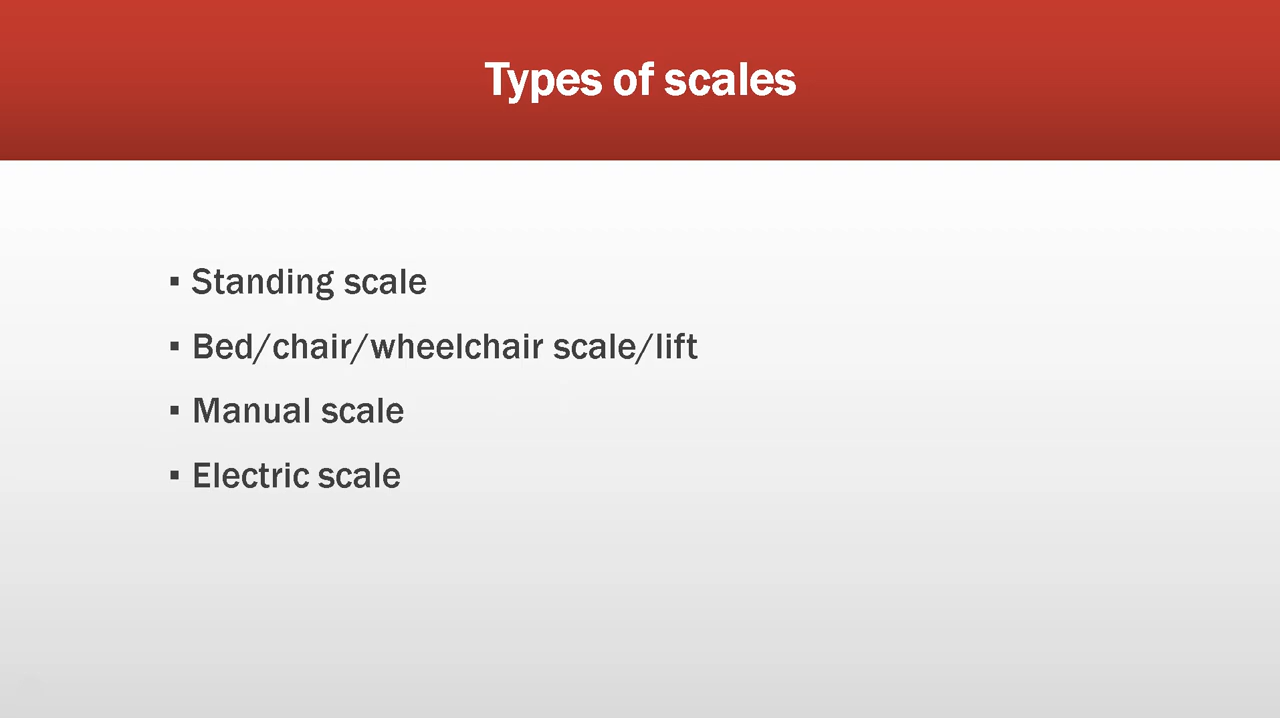 Types of scales
▪ Standing scale
▪ Bed/chair/wheelchair scale/lift
▪ Manual scale
▪ Electric scale